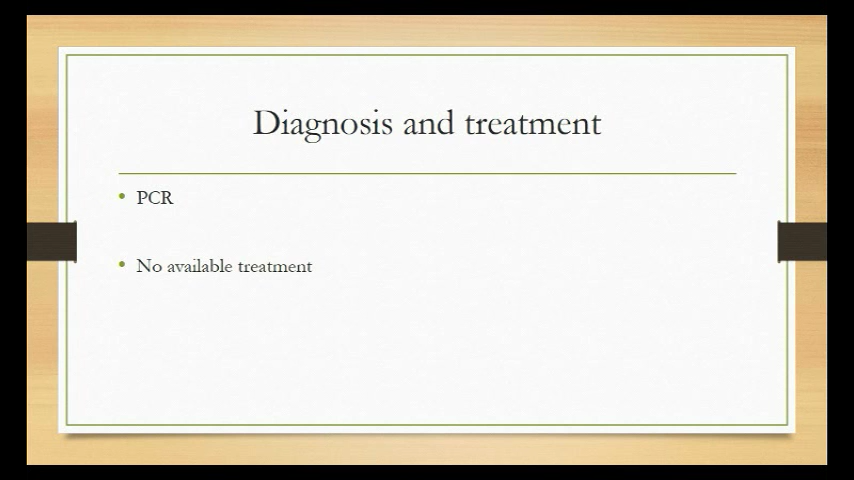 Diagnosis and treatment
• PCR
• No available treatment